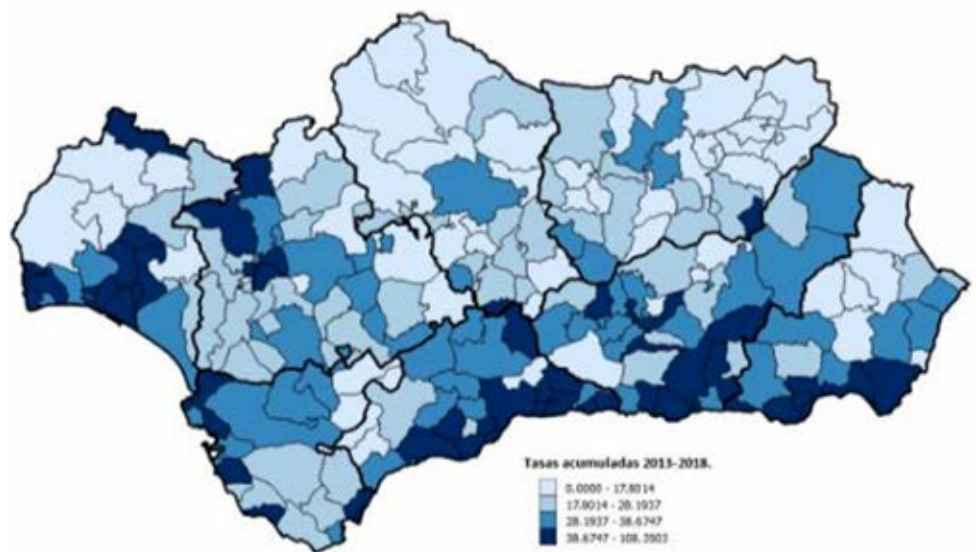 Tasas acumuladas 2013-2018.
0.0000 - 17.8014
17.8014 - 28.1937
28.1937 - 38.6747
38.6747 - 108.3503